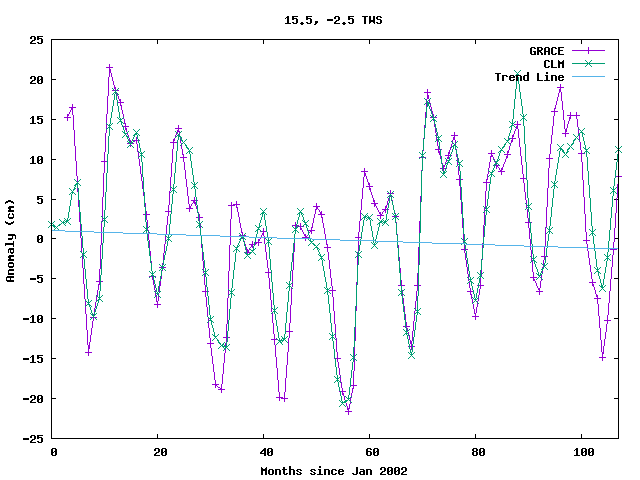 15.5, -2.5 TWS
GRACE
CLM
Trend Line
25
20
15
10
5
0
-5
-10
-15
-20
-25
Anomaly (cm)
0 20 40 60 80 100
Months since Jan 2002